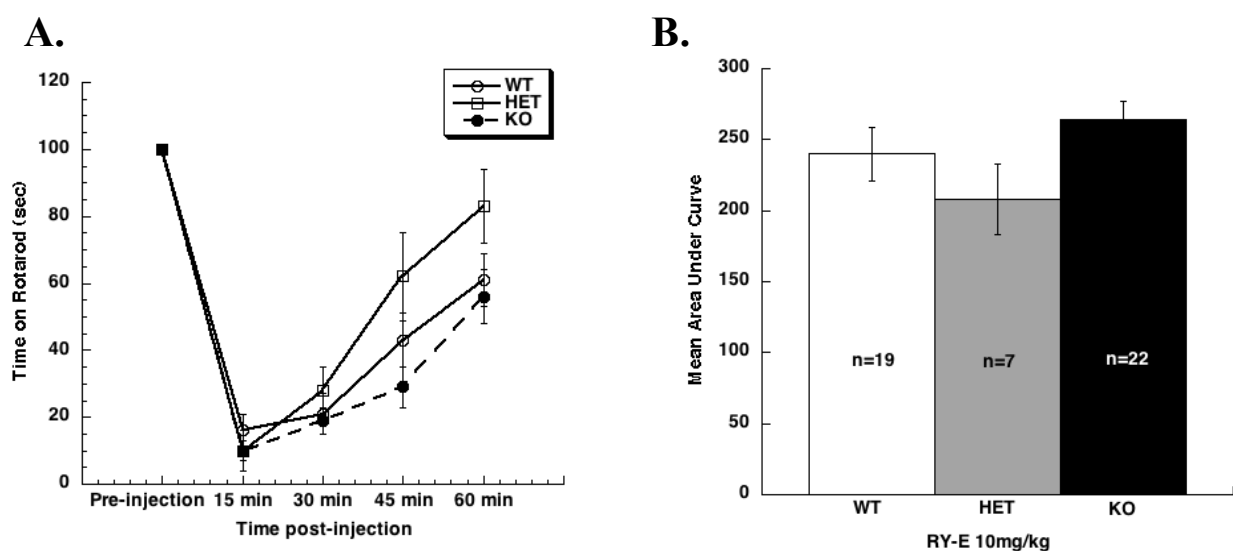 A.
120
100
80
60
40
20
0
Time on Rotarod (sec)
WT
HET
KO
Pre-injection 15 min 30 min 45 min 60 min
Time post-injection
B.
300
250
200
150
100
50
0
Mean Area Under Curve
n=19 n=7 n=22
WT HET KO
RY-E 10mg/kg